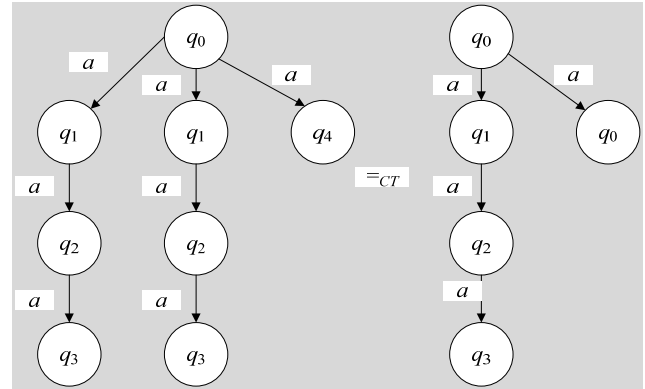 q0 q0
a a a a a
q1 q1 q4 q1 q0
=CT
a a a
q2 q2 q2
a a a
q3 q3 q3